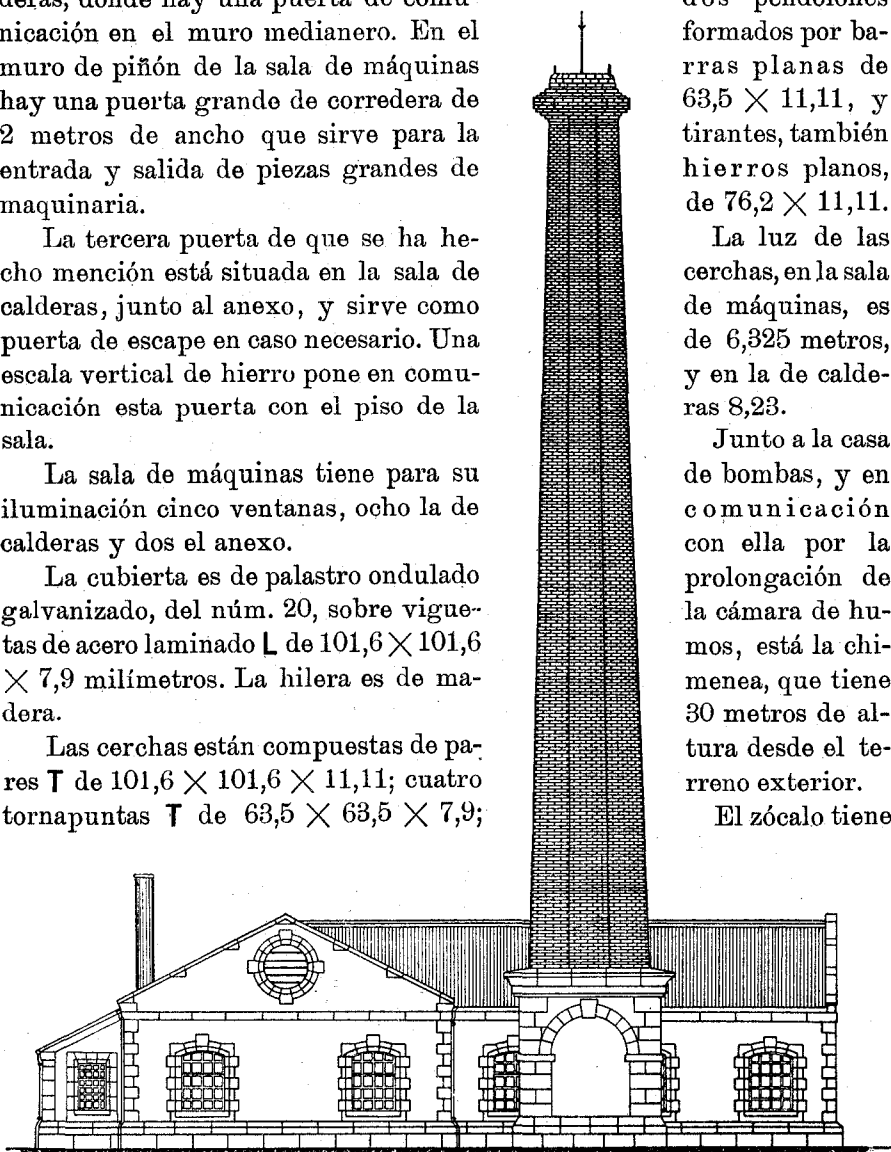 deras, donde hay una puerta de comu-
nicación en el muro medianero. En el
muro de piñón de la sala de máquinas
hay una puerta grande de corredera de
2 metros de ancho que sirve para la
entrada y salida de piezas grandes de
maquinaria.
La tercera puerta de que se ha he-
cho mención está situada en la sala de
calderas, junto al anexo, y sirve como
puerta de escape en caso necesario. Una
escala vertical de hierro pone en comu-
nicación esta puerta con el piso de la
sala.
La sala de máquinas tiene para su
iluminación cinco ventanas, ocho la de
calderas y dos el anexo.
La cubierta es de palastro ondulado
galvanizado, del núm. 20, sobre vigue-
tas de acero laminado L de 101,6 × 101,6
× 7,9 milímetros. La hilera es de ma-
dera.
Las cerchas están compuestas de pa-
res T de 101,6 × 101,6 × 11,11; cuatro
tornapuntas T de 63,5 × 63,5 × 7,9;
dos pendolones
formados por ba-
rras planas de
63,5 × 11,11, y
tirantes, también
hierros planos,
de 76,2 × 11,11.
La luz de las
cerchas, en la sala
de máquinas, es
de 6,325 metros,
y en la de calde-
ras 8,23.
Junto a la casa
de bombas, y en
comunicación
con ella por la
prolongación de
la cámara de hu-
mos, está la chi-
menea, que tiene
30 metros de al-
tura desde el te-
rreno exterior.
El zócalo tiene